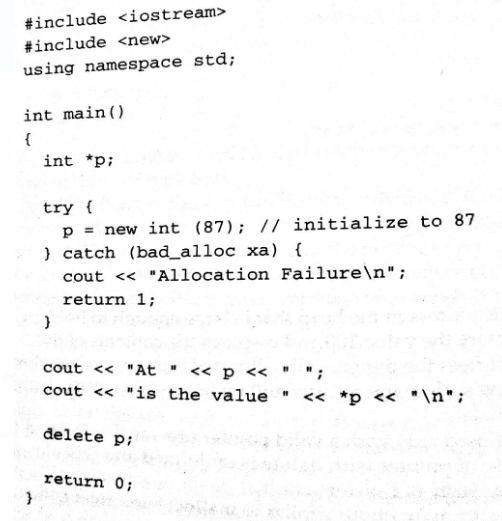 #include <iostream>
#include <new>
using namespace std;

int main()
{
  int *p;

  try {
    p = new int (87); // initialize to 87
  } catch (bad_alloc xa) {
    cout << "Allocation Failure\n";
    return 1;
  }

  cout << "At " << p << " ";
  cout << "is the value " << *p << "\n";

  delete p;

  return 0;